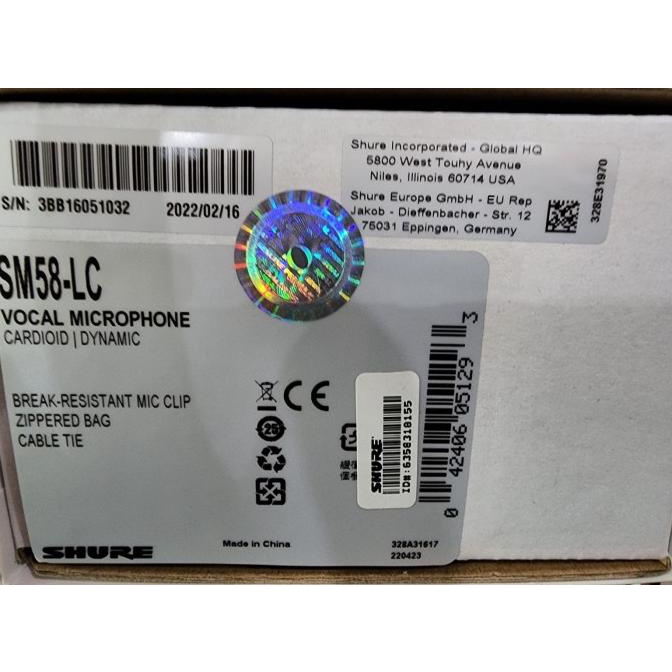 S/N: 3BB16051032 2022/02/16
Shure Incorporated - Global HQ
5800 West Touhy Avenue
Niles, Illinois 60714 USA
Shure Europe GmbH - EU Rep
Jakob - Dieffenbacher - Str. 12
75031 Eppingen, Germany
328E31970
SM58-LC
VOCAL MICROPHONE
CARDIOID | DYNAMIC
BREAK-RESISTANT MIC CLIP
ZIPPERED BAG
CABLE TIE
CE
25
SHURE
ID#:6358318155
0 42406 05129 3
SHURE
Made in China
328A31617
220423